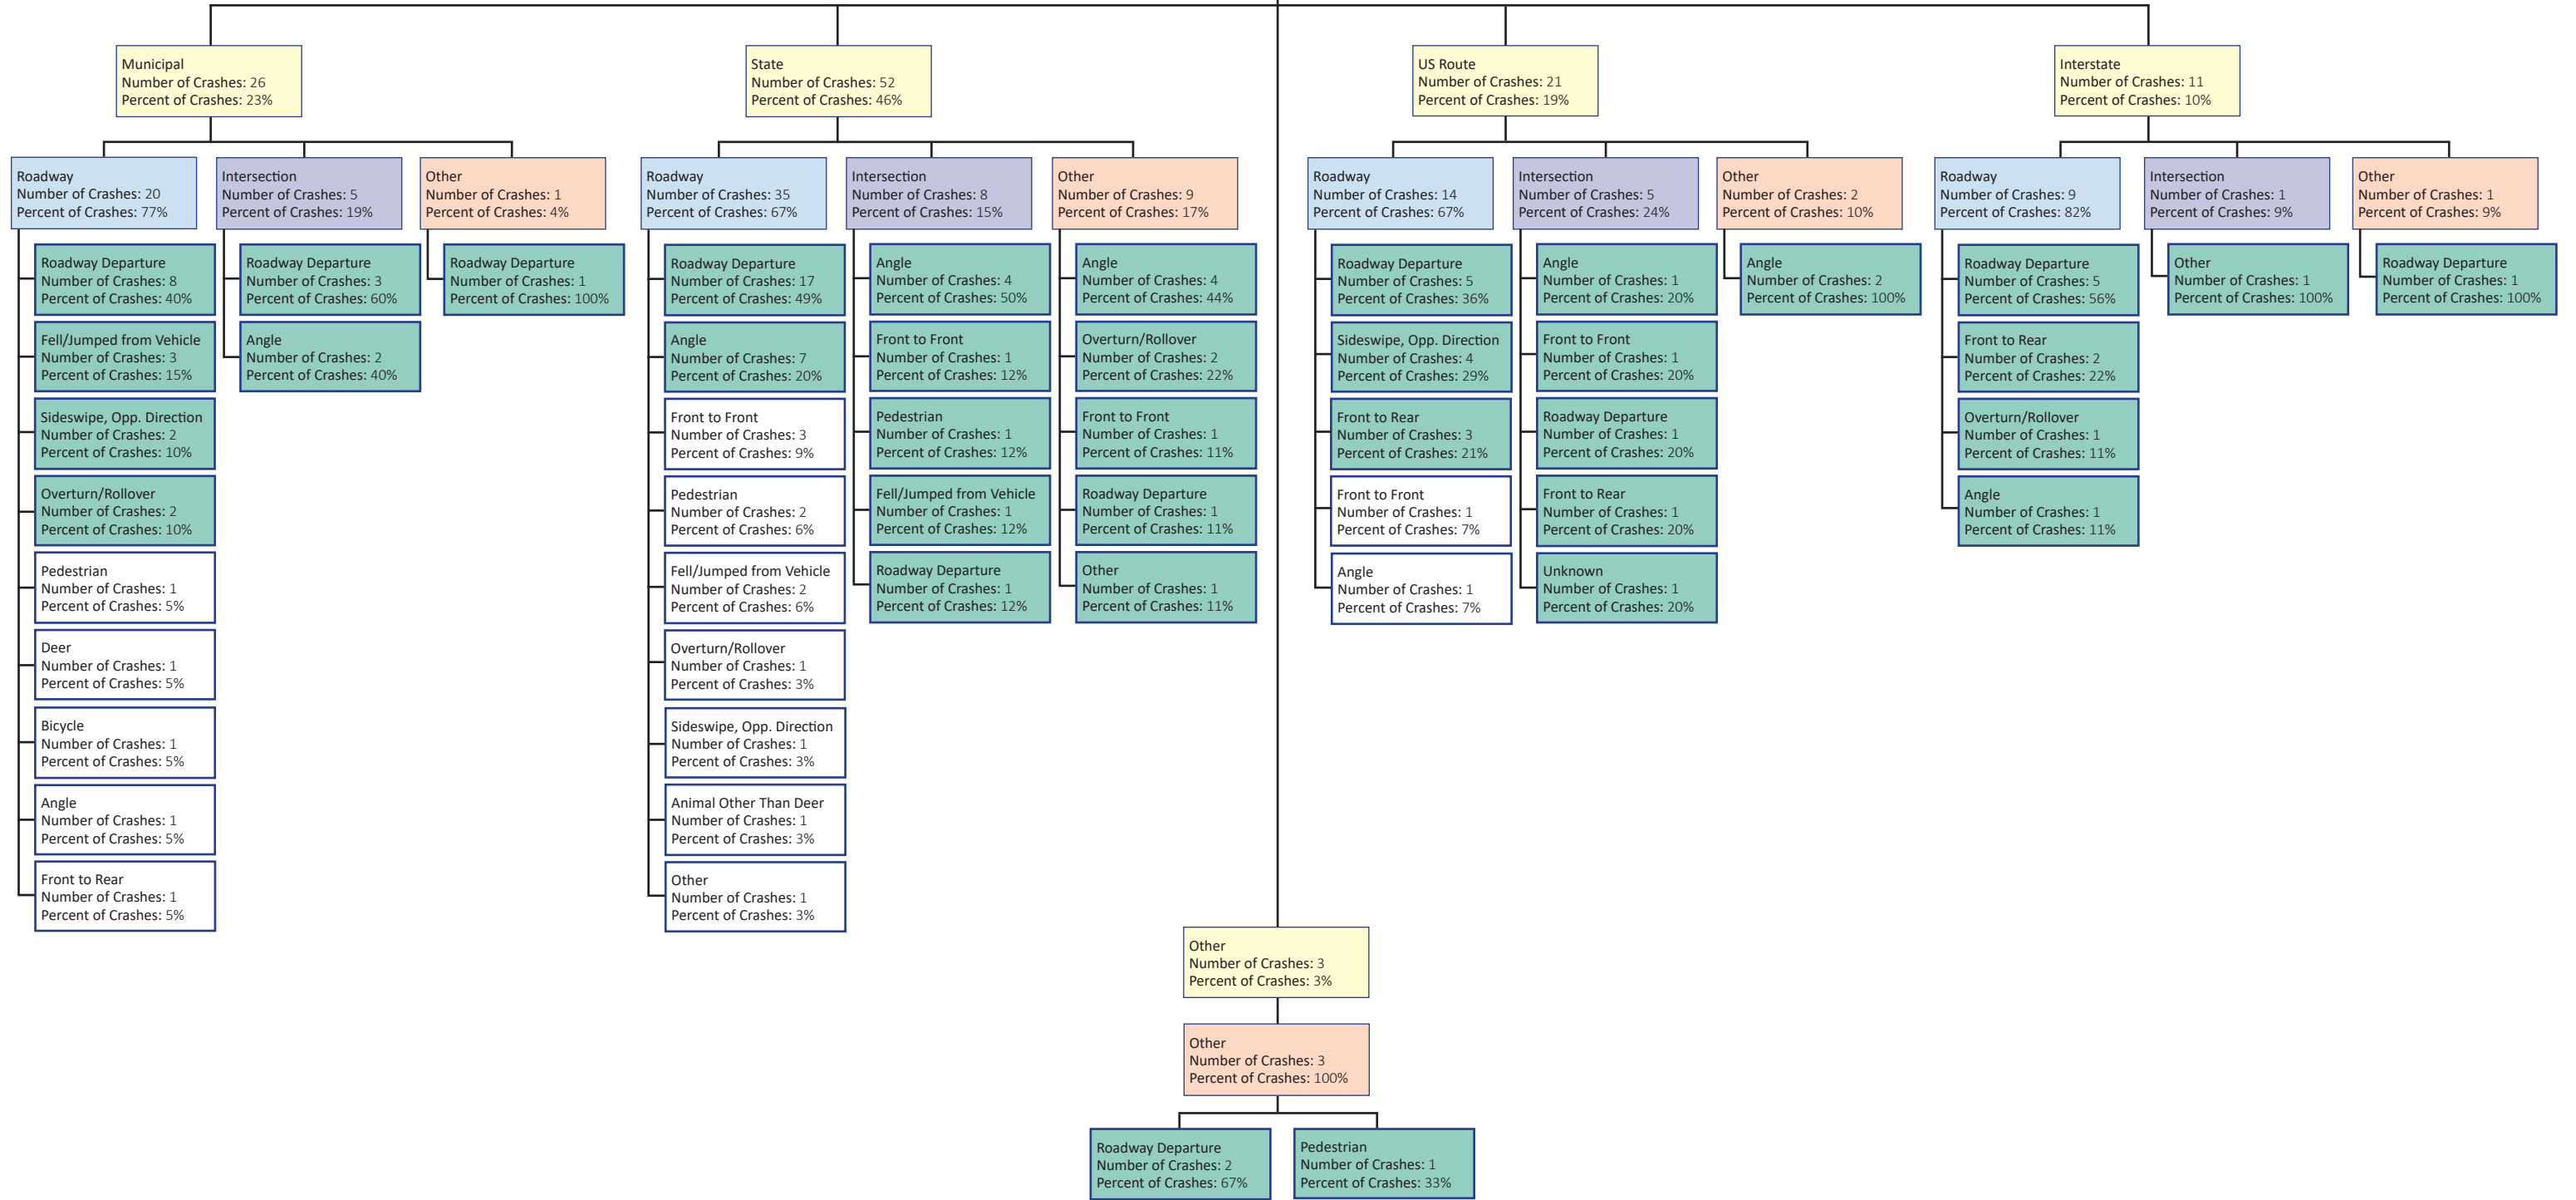 Municipal
Number of Crashes: 26
Percent of Crashes: 23%
State
Number of Crashes: 52
Percent of Crashes: 46%
US Route
Number of Crashes: 21
Percent of Crashes: 19%
Interstate
Number of Crashes: 11
Percent of Crashes: 10%
Roadway
Number of Crashes: 20
Percent of Crashes: 77%
Intersection
Number of Crashes: 5
Percent of Crashes: 19%
Other
Number of Crashes: 1
Percent of Crashes: 4%
Roadway
Number of Crashes: 35
Percent of Crashes: 67%
Intersection
Number of Crashes: 8
Percent of Crashes: 15%
Other
Number of Crashes: 9
Percent of Crashes: 17%
Roadway
Number of Crashes: 14
Percent of Crashes: 67%
Intersection
Number of Crashes: 5
Percent of Crashes: 24%
Other
Number of Crashes: 2
Percent of Crashes: 10%
Roadway
Number of Crashes: 9
Percent of Crashes: 82%
Intersection
Number of Crashes: 1
Percent of Crashes: 9%
Other
Number of Crashes: 1
Percent of Crashes: 9%
Roadway Departure
Number of Crashes: 8
Percent of Crashes: 40%
Fell/Jumped from Vehicle
Number of Crashes: 3
Percent of Crashes: 15%
Sideswipe, Opp. Direction
Number of Crashes: 2
Percent of Crashes: 10%
Overturn/Rollover
Number of Crashes: 2
Percent of Crashes: 10%
Pedestrian
Number of Crashes: 1
Percent of Crashes: 5%
Deer
Number of Crashes: 1
Percent of Crashes: 5%
Bicycle
Number of Crashes: 1
Percent of Crashes: 5%
Angle
Number of Crashes: 1
Percent of Crashes: 5%
Front to Rear
Number of Crashes: 1
Percent of Crashes: 5%
Roadway Departure
Number of Crashes: 3
Percent of Crashes: 60%
Angle
Number of Crashes: 2
Percent of Crashes: 40%
Roadway Departure
Number of Crashes: 1
Percent of Crashes: 100%
Roadway Departure
Number of Crashes: 17
Percent of Crashes: 49%
Angle
Number of Crashes: 7
Percent of Crashes: 20%
Front to Front
Number of Crashes: 3
Percent of Crashes: 9%
Pedestrian
Number of Crashes: 2
Percent of Crashes: 6%
Fell/Jumped from Vehicle
Number of Crashes: 2
Percent of Crashes: 6%
Overturn/Rollover
Number of Crashes: 1
Percent of Crashes: 3%
Sideswipe, Opp. Direction
Number of Crashes: 1
Percent of Crashes: 3%
Animal Other Than Deer
Number of Crashes: 1
Percent of Crashes: 3%
Other
Number of Crashes: 1
Percent of Crashes: 3%
Angle
Number of Crashes: 4
Percent of Crashes: 50%
Front to Front
Number of Crashes: 1
Percent of Crashes: 12%
Pedestrian
Number of Crashes: 1
Percent of Crashes: 12%
Fell/Jumped from Vehicle
Number of Crashes: 1
Percent of Crashes: 12%
Roadway Departure
Number of Crashes: 1
Percent of Crashes: 12%
Angle
Number of Crashes: 4
Percent of Crashes: 44%
Overturn/Rollover
Number of Crashes: 2
Percent of Crashes: 22%
Front to Front
Number of Crashes: 1
Percent of Crashes: 11%
Roadway Departure
Number of Crashes: 1
Percent of Crashes: 11%
Other
Number of Crashes: 1
Percent of Crashes: 11%
Roadway Departure
Number of Crashes: 5
Percent of Crashes: 36%
Sideswipe, Opp. Direction
Number of Crashes: 4
Percent of Crashes: 29%
Front to Rear
Number of Crashes: 3
Percent of Crashes: 21%
Front to Front
Number of Crashes: 1
Percent of Crashes: 7%
Angle
Number of Crashes: 1
Percent of Crashes: 7%
Angle
Number of Crashes: 1
Percent of Crashes: 20%
Front to Front
Number of Crashes: 1
Percent of Crashes: 20%
Roadway Departure
Number of Crashes: 1
Percent of Crashes: 20%
Front to Rear
Number of Crashes: 1
Percent of Crashes: 20%
Unknown
Number of Crashes: 1
Percent of Crashes: 20%
Angle
Number of Crashes: 2
Percent of Crashes: 100%
Roadway Departure
Number of Crashes: 5
Percent of Crashes: 56%
Front to Rear
Number of Crashes: 2
Percent of Crashes: 22%
Overturn/Rollover
Number of Crashes: 1
Percent of Crashes: 11%
Angle
Number of Crashes: 1
Percent of Crashes: 11%
Other
Number of Crashes: 1
Percent of Crashes: 100%
Roadway Departure
Number of Crashes: 1
Percent of Crashes: 100%
Other
Number of Crashes: 3
Percent of Crashes: 3%
Other
Number of Crashes: 3
Percent of Crashes: 100%
Roadway Departure
Number of Crashes: 2
Percent of Crashes: 67%
Pedestrian
Number of Crashes: 1
Percent of Crashes: 33%